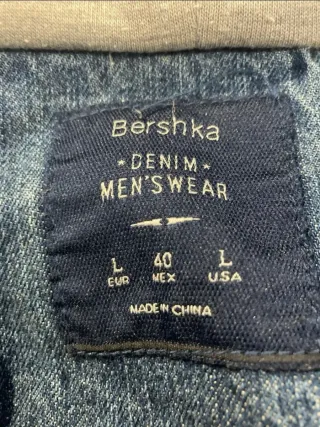 Bershka
* DENIM *
MEN'SWEAR
L 40 L
EUR MEX USA
MADE IN CHINA